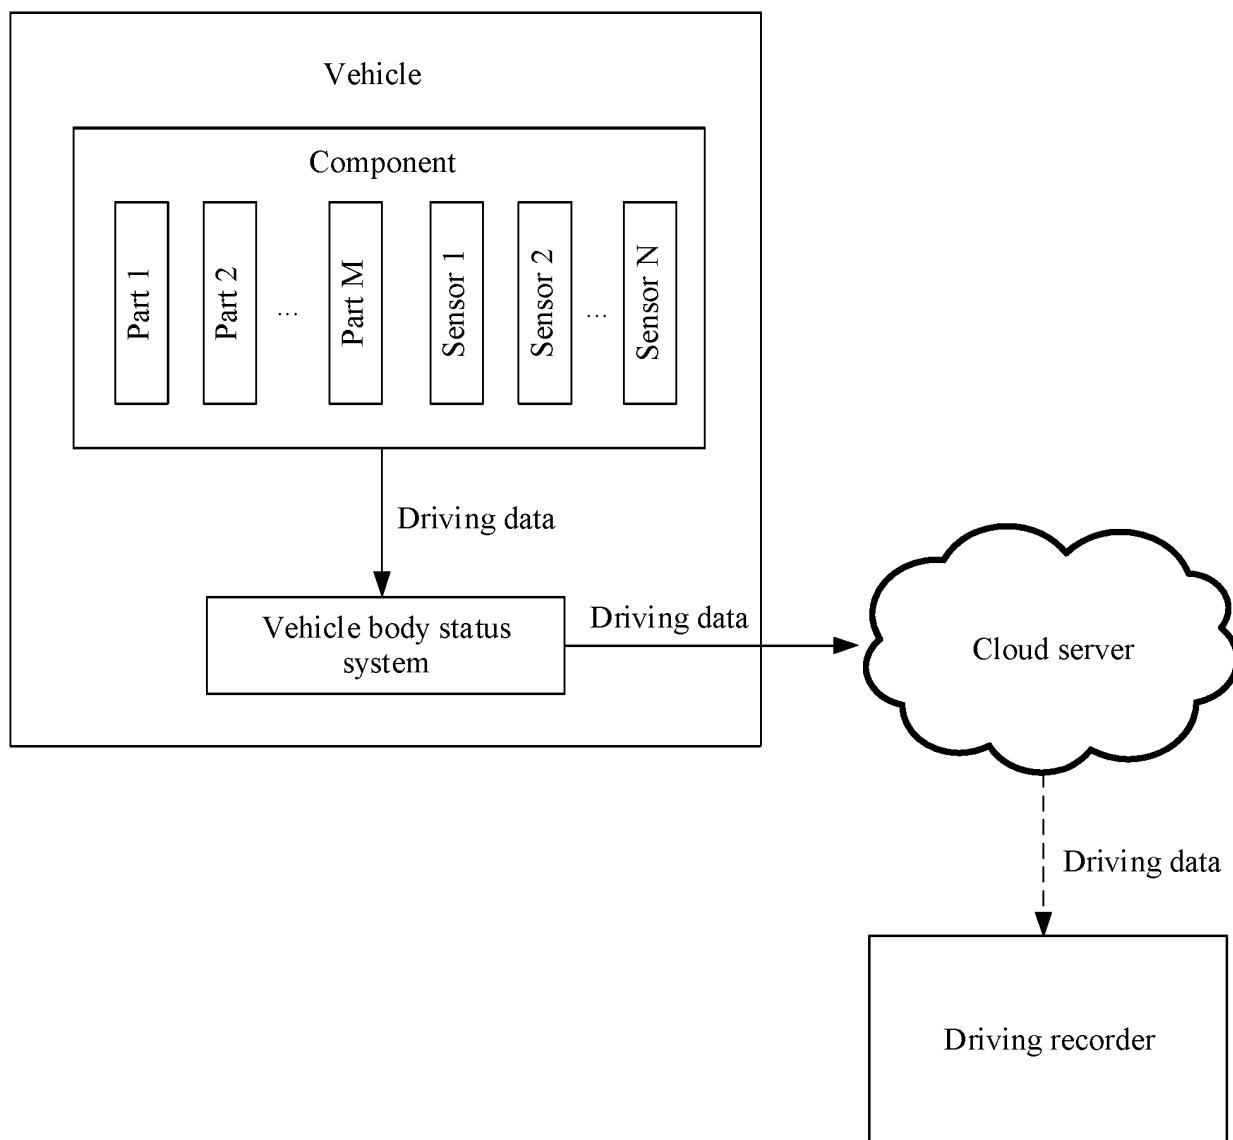 Vehicle
Component
Part 1
Part 2
...
Part M
Sensor 1
Sensor 2
...
Sensor N
Driving data
Vehicle body status
system
Driving data
Cloud server
Driving data
Driving recorder